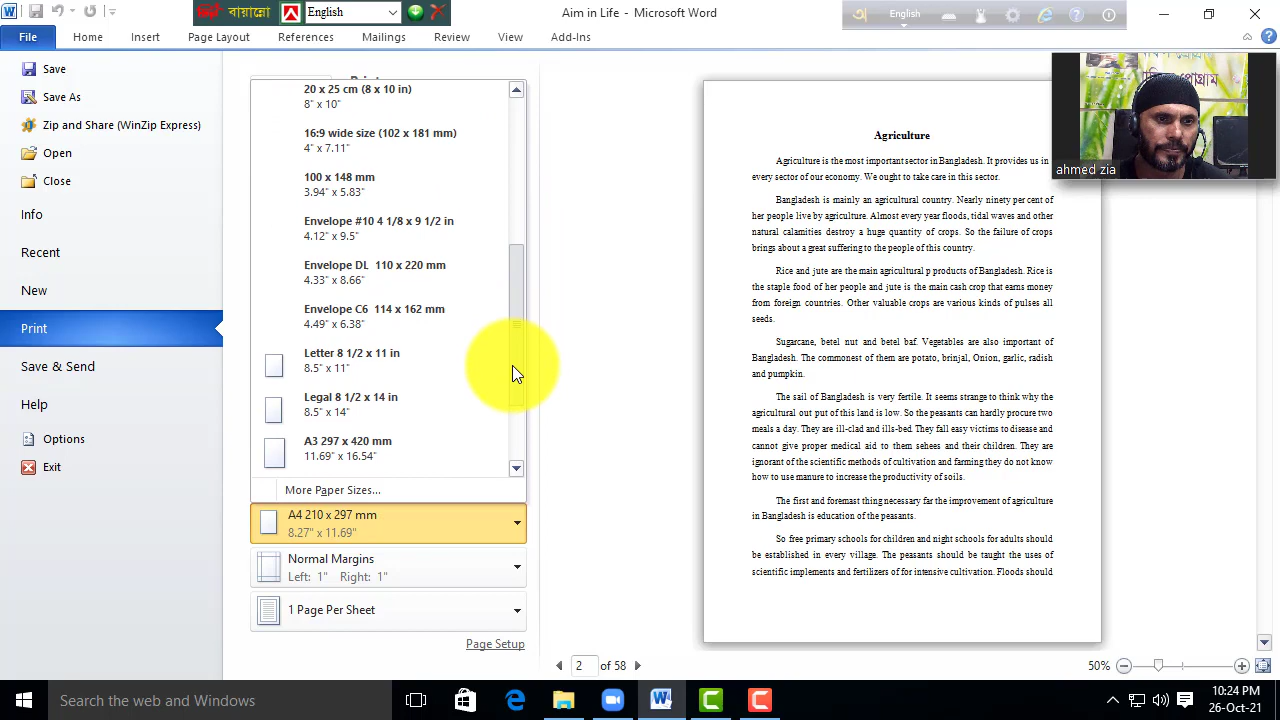 বায়ান্নো
English
Aim in Life - Microsoft Word
English
File
Home
Insert
Page Layout
References
Mailings
Review
View
Add-Ins
Save
Save As
Zip and Share (WinZip Express)
Open
Close
Info
Recent
New
Print
Save & Send
Help
Options
Exit
20 x 25 cm (8 x 10 in)
8" x 10"
16:9 wide size (102 x 181 mm)
4" x 7.11"
100 x 148 mm
3.94" x 5.83"
Envelope #10 4 1/8 x 9 1/2 in
4.12" x 9.5"
Envelope DL 110 x 220 mm
4.33" x 8.66"
Envelope C6 114 x 162 mm
4.49" x 6.38"
Letter 8 1/2 x 11 in
8.5" x 11"
Legal 8 1/2 x 14 in
8.5" x 14"
A3 297 x 420 mm
11.69" x 16.54"
More Paper Sizes...
A4 210 x 297 mm
8.27" x 11.69"
Normal Margins
Left: 1" Right: 1"
1 Page Per Sheet
Page Setup
Agriculture
Agriculture is the most important sector in Bangladesh. It provides us in
every sector of our economy. We ought to take care in this sector.
Bangladesh is mainly an agricultural country. Nearly ninety per cent of
her people live by agriculture. Almost every year floods, tidal waves and other
natural calamities destroy a huge quantity of crops. So the failure of crops
brings about a great suffering to the people of this country.
Rice and jute are the main agricultural p products of Bangladesh. Rice is
the staple food of her people and jute is the main cash crop that earns money
from foreign countries. Other valuable crops are various kinds of pulses all
seeds.
Sugarcane, betel nut and betel baf. Vegetables are also important of
Bangladesh. The commonest of them are potato, brinjal, Onion, garlic, radish
and pumpkin.
The sail of Bangladesh is very fertile. It seems strange to think why the
agricultural out put of this land is low. So the peasants can hardly procure two
meals a day. They are ill-clad and ills-bed. They fall easy victims to disease and
cannot give proper medical aid to them sehees and their children. They are
ignorant of the scientific methods of cultivation and farming they do not know
how to use manure to increase the productivity of soils.
The first and foremost thing necessary far the improvement of agriculture
in Bangladesh is education of the peasants.
So free primary schools for children and night schools for adults should
be established in every village. The peasants should be taught the uses of
scientific implements and fertilizers of for intensive cultivation. Floods should
ahmed zia
2 of 58
50%
Search the web and Windows
10:24 PM
26-Oct-21